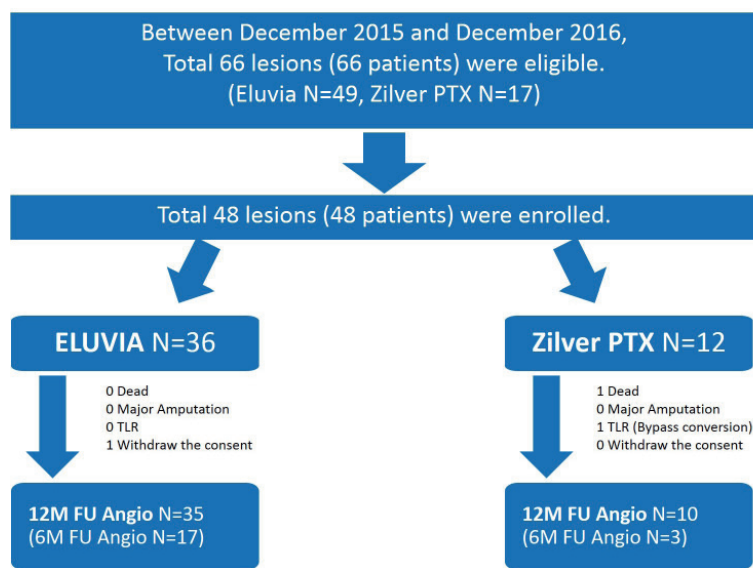 Between December 2015 and December 2016,
Total 66 lesions (66 patients) were eligible.
(Eluvia N=49, Zilver PTX N=17)
Total 48 lesions (48 patients) were enrolled.
ELUVIA N=36
0 Dead
0 Major Amputation
0 TLR
1 Withdraw the consent
12M FU Angio N=35
(6M FU Angio N=17)
Zilver PTX N=12
1 Dead
0 Major Amputation
1 TLR (Bypass conversion)
0 Withdraw the consent
12M FU Angio N=10
(6M FU Angio N=3)